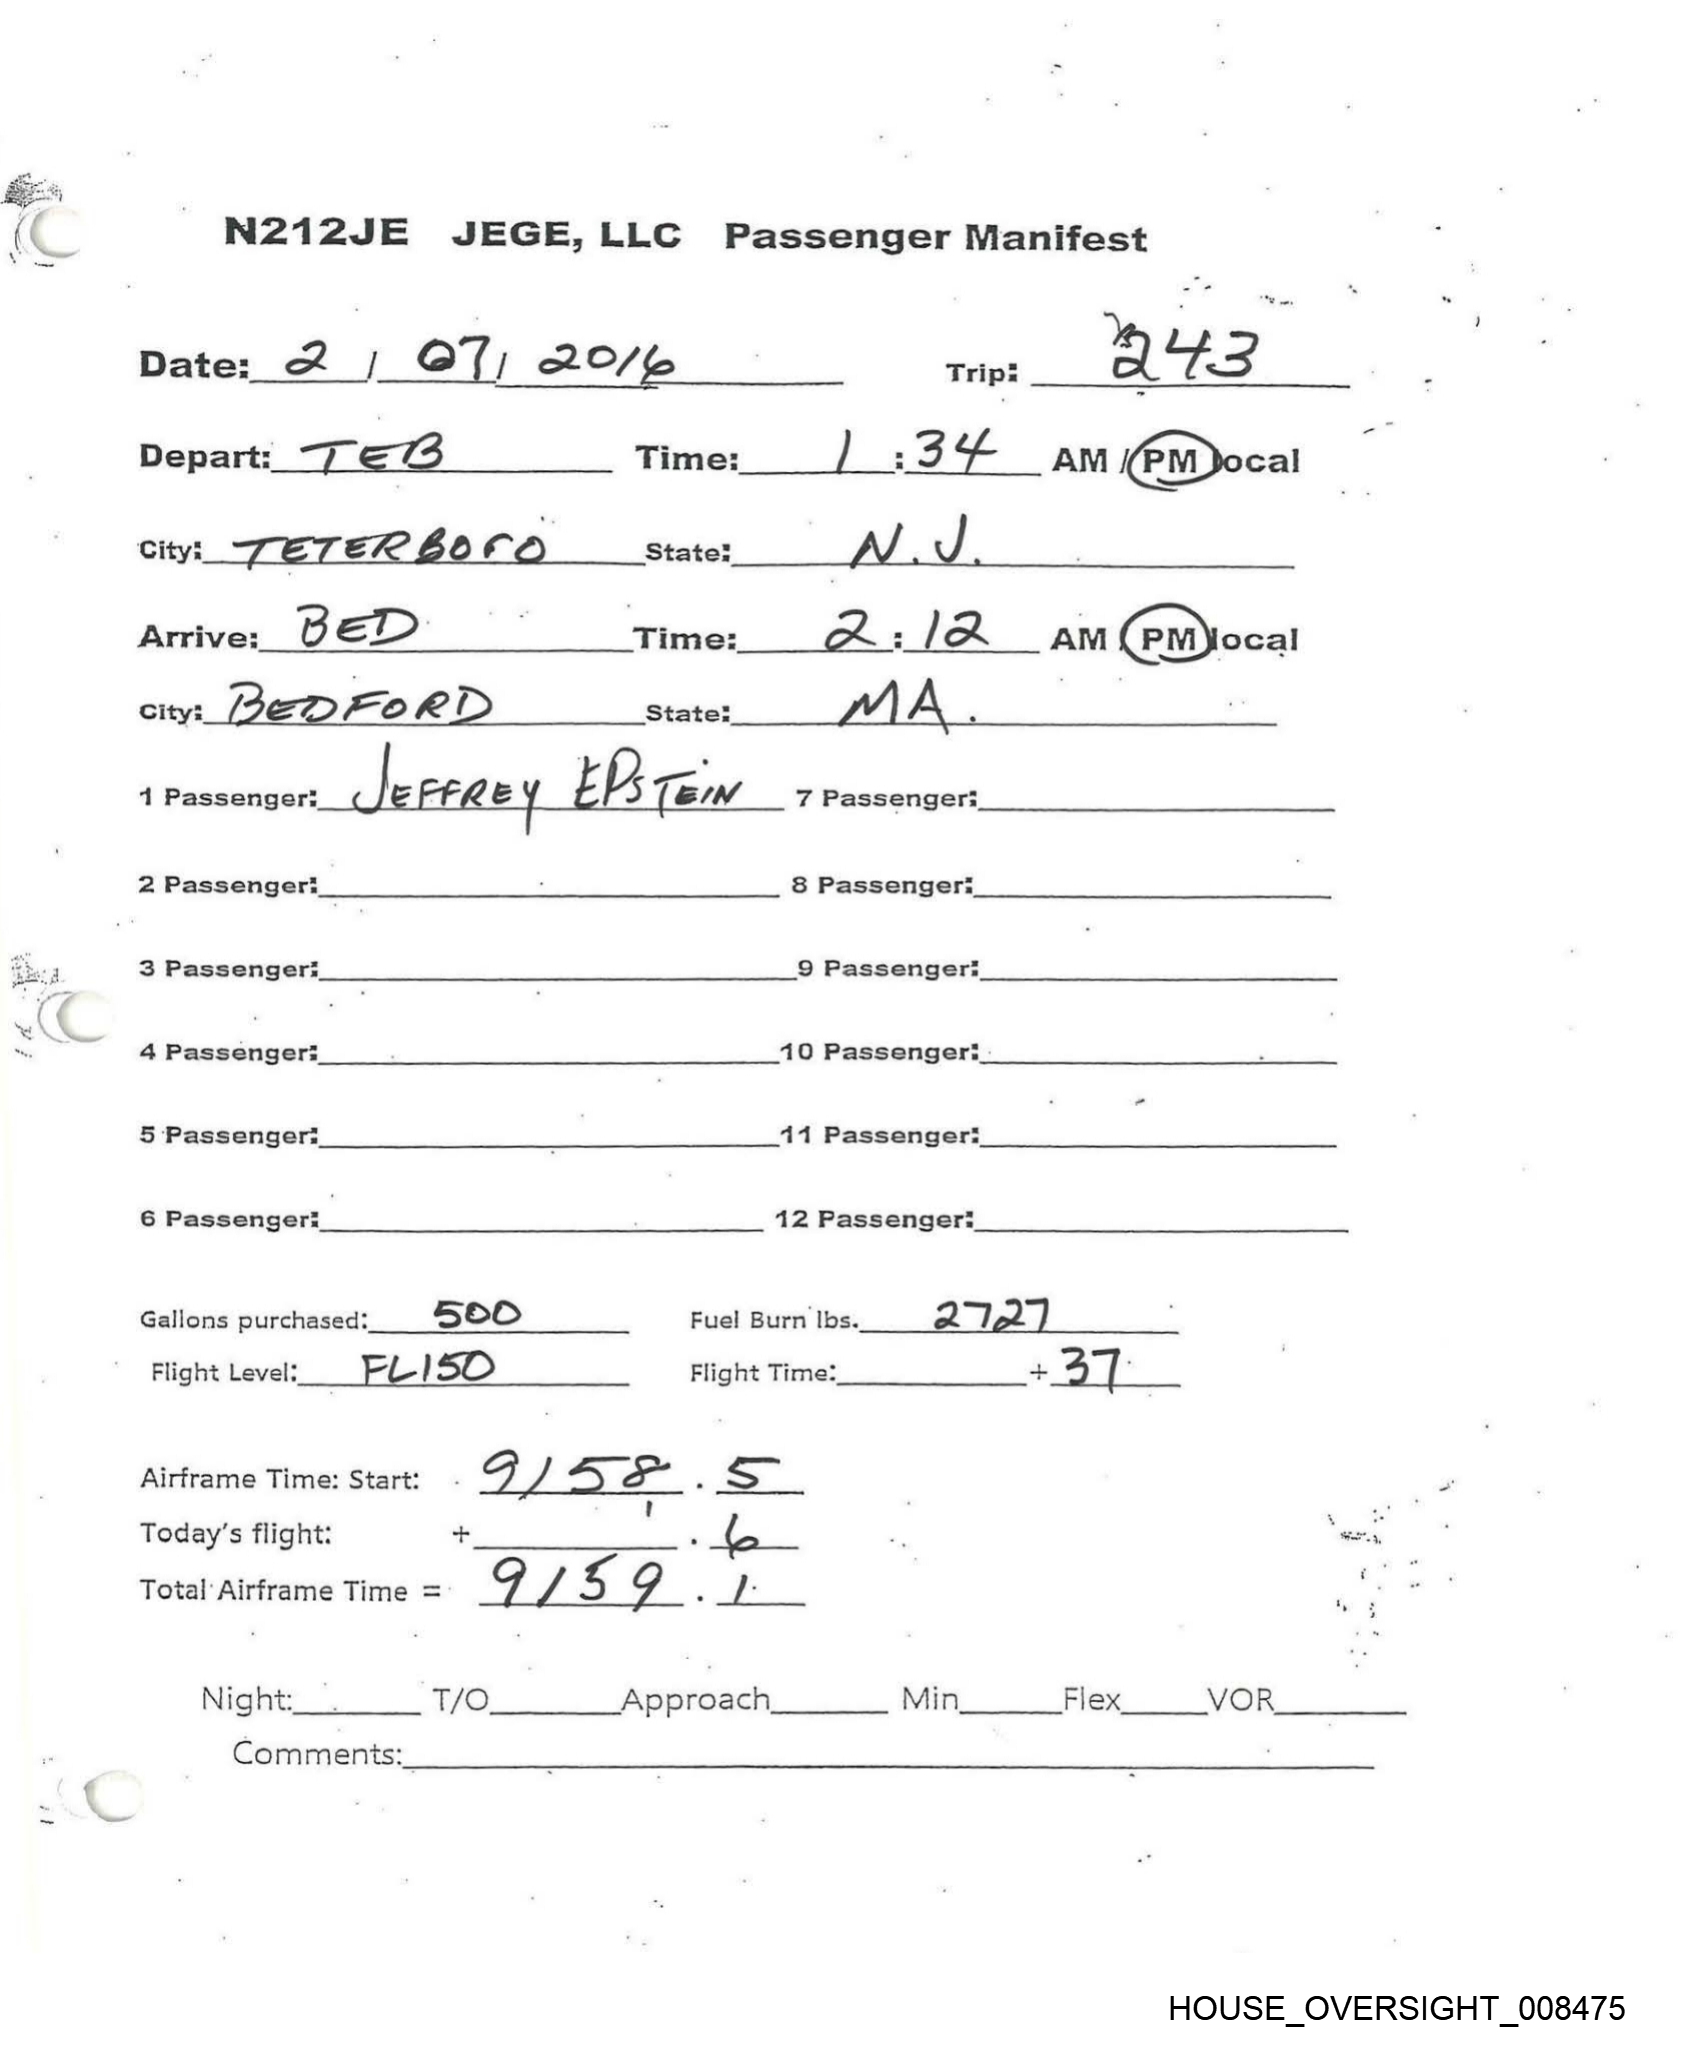 N212JE JEGE, LLC Passenger Manifest
Date: 2 / 07 / 2016 Trip: 243
Depart: TEB Time: 1 : 34 AM / PM local
City: TETERBORO State: N.J.
Arrive: BED Time: 2 : 12 AM PM local
City: BEDFORD State: MA.
1 Passenger: JEFFREY EPSTEIN 7 Passenger:
2 Passenger: 8 Passenger:
3 Passenger: 9 Passenger:
4 Passenger: 10 Passenger:
5 Passenger: 11 Passenger:
6 Passenger: 12 Passenger:
Gallons purchased: 500 Fuel Burn lbs. 2727
Flight Level: FL150 Flight Time: + 37
Airframe Time: Start: 9158 . 5
Today's flight: + . 6
Total Airframe Time = 9159 . 1
Night: T/O Approach Min Flex VOR
Comments:
HOUSE_OVERSIGHT_008475